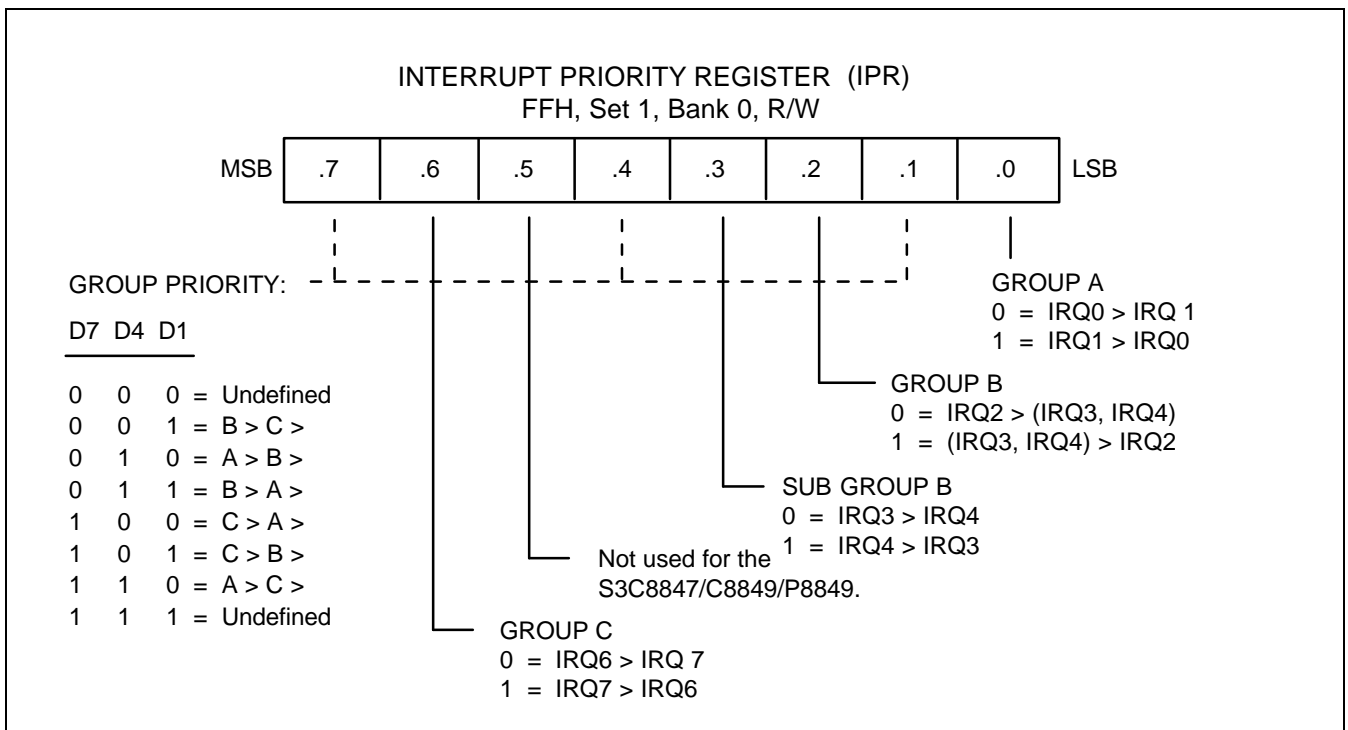 INTERRUPT PRIORITY REGISTER (IPR)
FFH, Set 1, Bank 0, R/W
MSB .7 .6 .5 .4 .3 .2 .1 .0 LSB
GROUP PRIORITY:
D7 D4 D1
0 0 0 = Undefined
0 0 1 = B > C >
0 1 0 = A > B >
0 1 1 = B > A >
1 0 0 = C > A >
1 0 1 = C > B >
1 1 0 = A > C >
1 1 1 = Undefined
GROUP A
0 = IRQ0 > IRQ 1
1 = IRQ1 > IRQ0
GROUP B
0 = IRQ2 > (IRQ3, IRQ4)
1 = (IRQ3, IRQ4) > IRQ2
SUB GROUP B
0 = IRQ3 > IRQ4
1 = IRQ4 > IRQ3
Not used for the
S3C8847/C8849/P8849.
GROUP C
0 = IRQ6 > IRQ 7
1 = IRQ7 > IRQ6